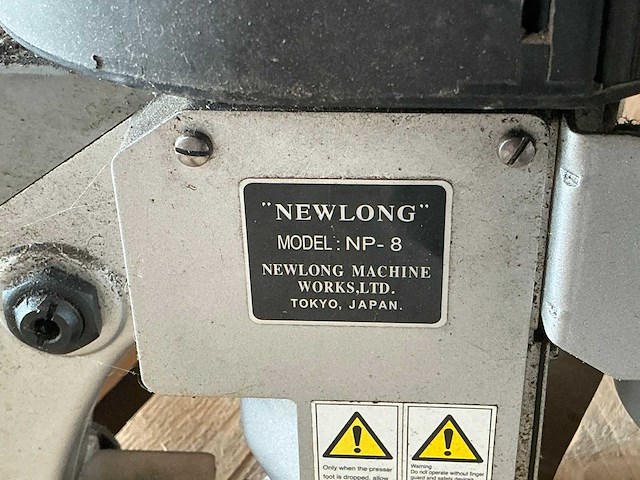 "NEWLONG"
MODEL: NP-8
NEWLONG MACHINE
WORKS,LTD.
TOKYO, JAPAN.
Only when the presser
foot is dropped, allow
Warning
Do not operate without finger
guard and safety devices